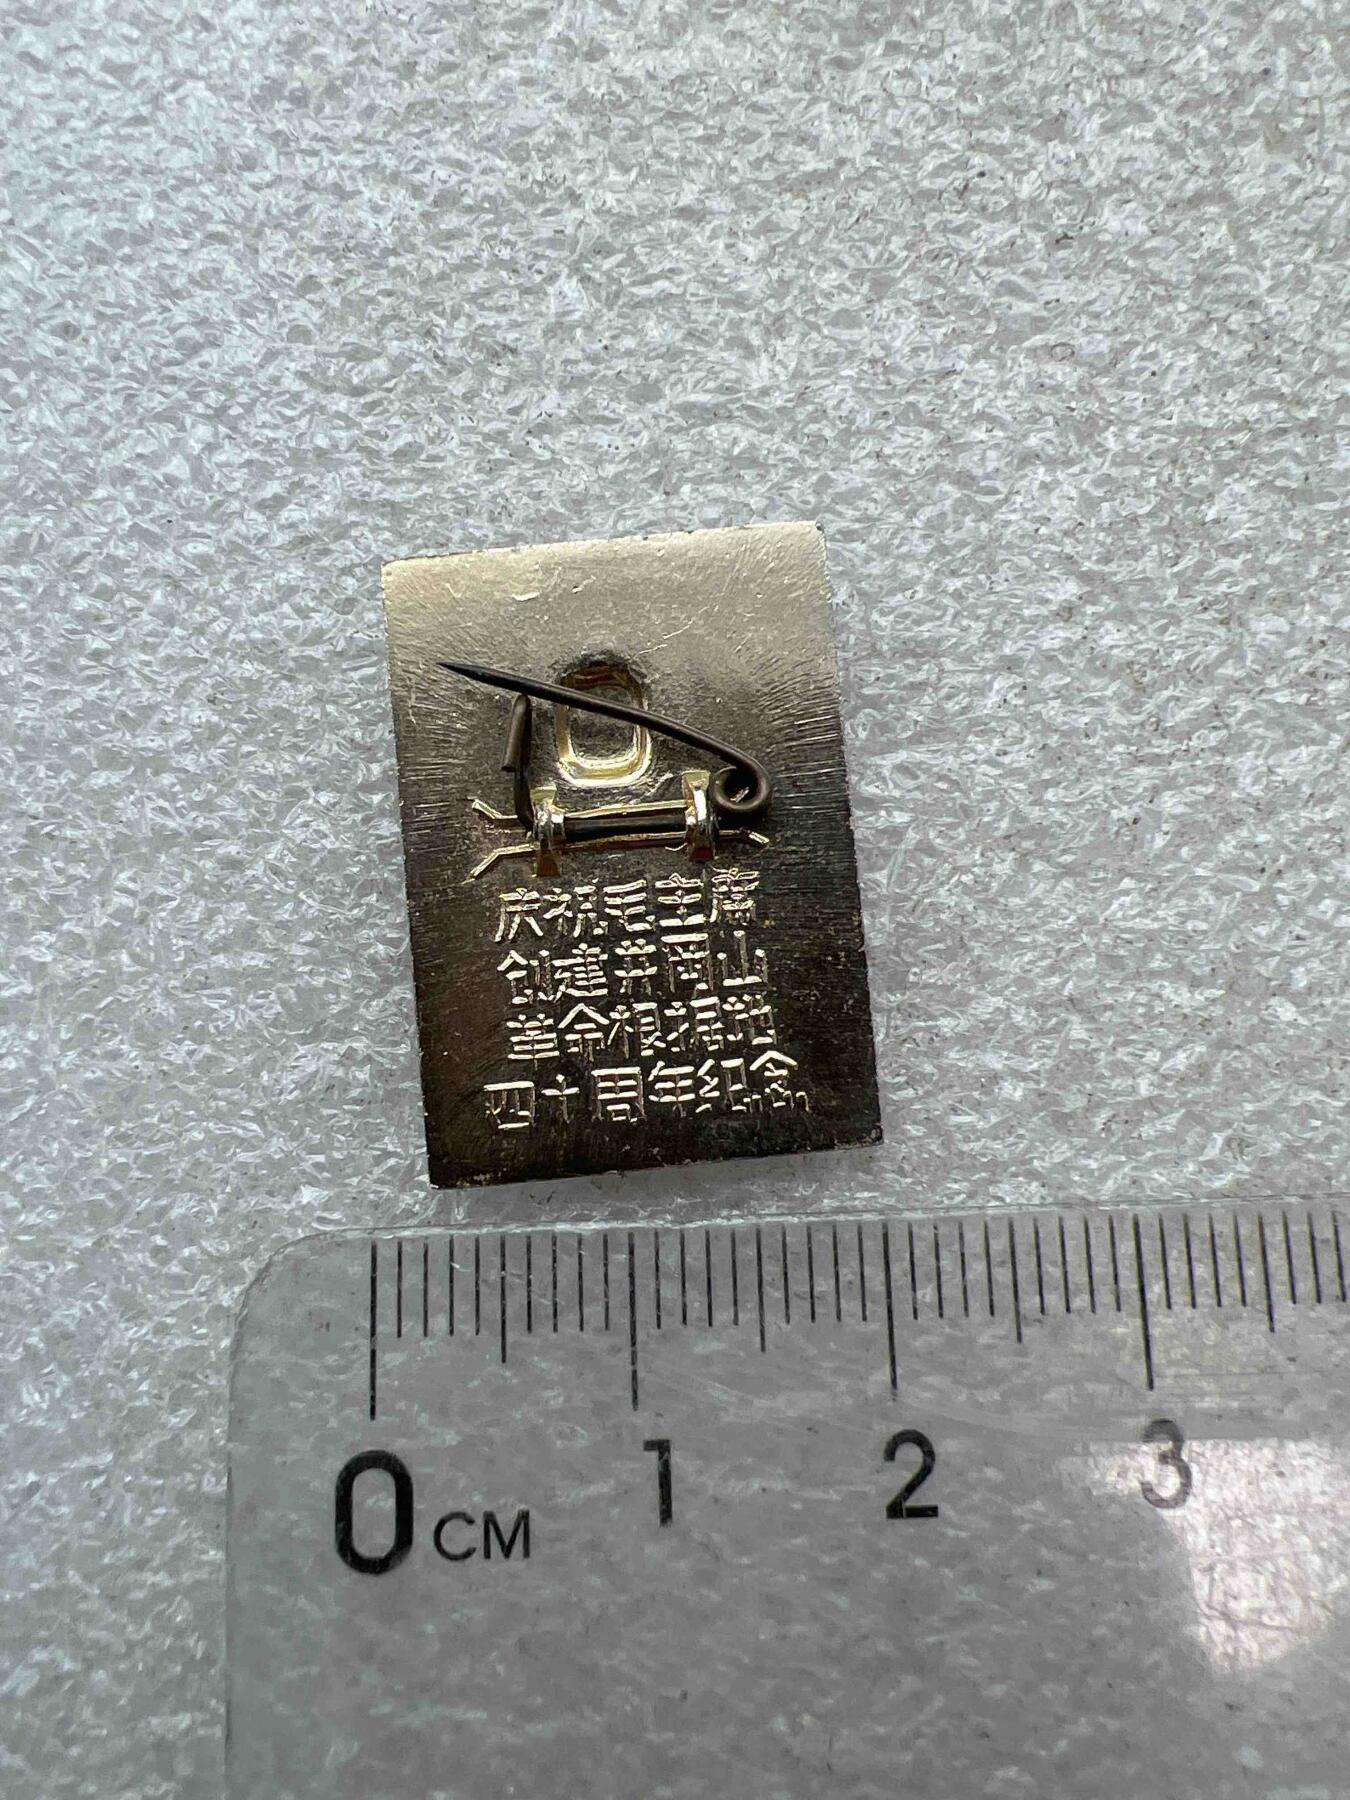 庆祝毛主席
创建井冈山
革命根据地
四十周年纪念
0 CM 1 2 3